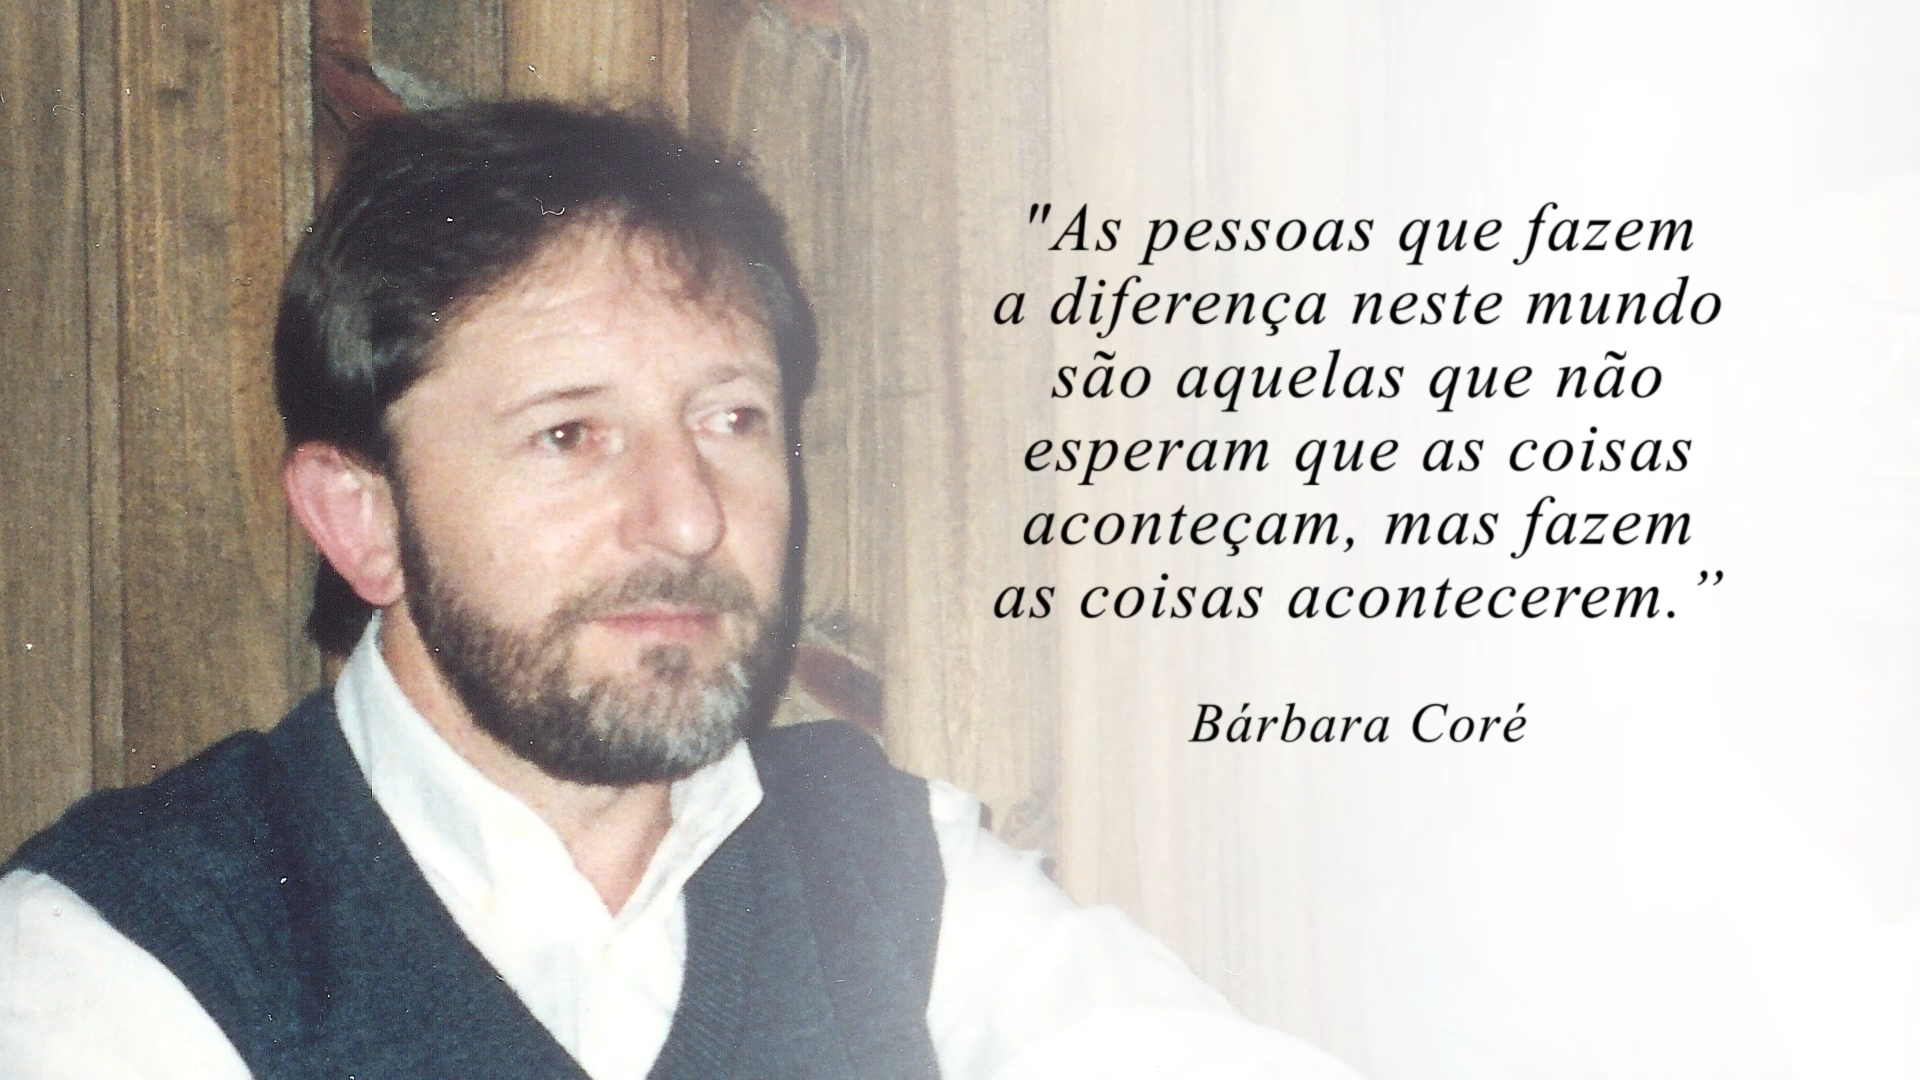 "As pessoas que fazem
a diferença neste mundo
são aquelas que não
esperam que as coisas
aconteçam, mas fazem
as coisas acontecerem.”
Bárbara Coré